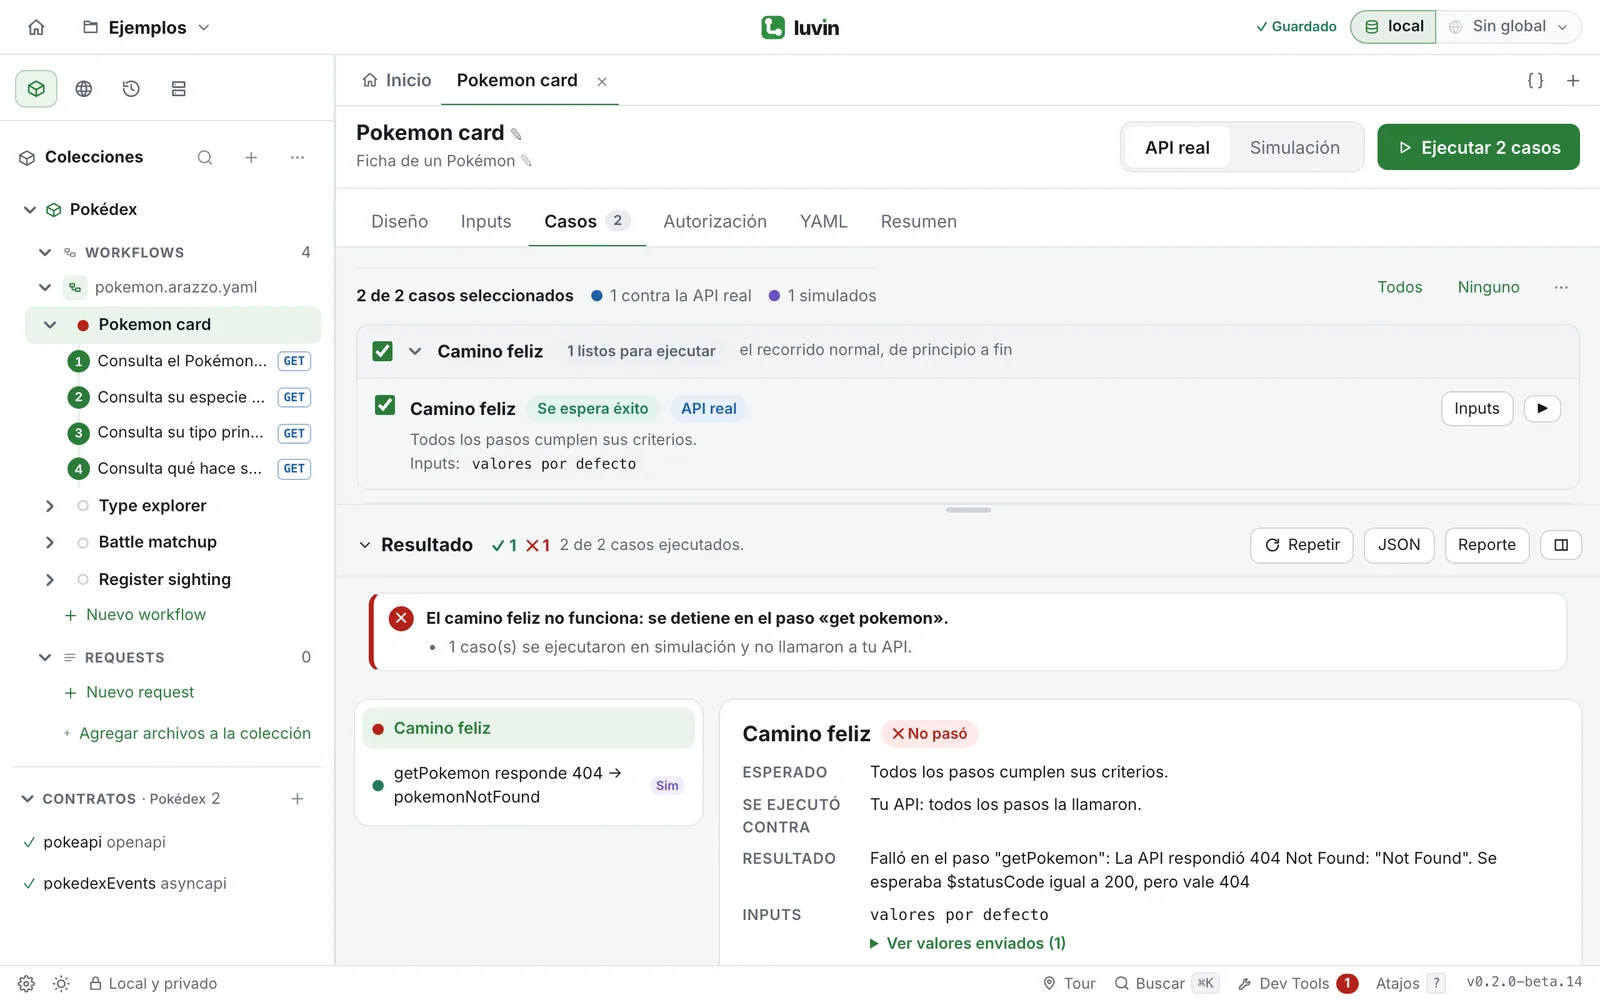 Ejemplos
luvin
Guardado
local
Sin global
Inicio
Pokemon card
{ }
Colecciones
Pokemon card
Ficha de un Pokémon
API real
Simulación
Ejecutar 2 casos
Pokédex
Diseño
Inputs
Casos 2
Autorización
YAML
Resumen
WORKFLOWS 4
pokemon.arazzo.yaml
Pokemon card
1 Consulta el Pokémon... GET
2 Consulta su especie ... GET
3 Consulta su tipo prin... GET
4 Consulta qué hace s... GET
Type explorer
Battle matchup
Register sighting
+ Nuevo workflow
REQUESTS 0
+ Nuevo request
+ Agregar archivos a la colección
CONTRATOS · Pokédex 2
pokeapi openapi
pokedexEvents asyncapi
2 de 2 casos seleccionados
1 contra la API real
1 simulados
Todos
Ninguno
Camino feliz
1 listos para ejecutar
el recorrido normal, de principio a fin
Camino feliz
Se espera éxito
API real
Inputs
Todos los pasos cumplen sus criterios.
Inputs: valores por defecto
Resultado
✓ 1 ✕ 1 2 de 2 casos ejecutados.
Repetir
JSON
Reporte
El camino feliz no funciona: se detiene en el paso «get pokemon».
• 1 caso(s) se ejecutaron en simulación y no llamaron a tu API.
Camino feliz
getPokemon responde 404 →
pokemonNotFound
Sim
Camino feliz
✕ No pasó
ESPERADO
Todos los pasos cumplen sus criterios.
SE EJECUTÓ
CONTRA
Tu API: todos los pasos la llamaron.
RESULTADO
Falló en el paso "getPokemon": La API respondió 404 Not Found: "Not Found". Se
esperaba $statusCode igual a 200, pero vale 404
INPUTS
valores por defecto
Ver valores enviados (1)
Local y privado
Tour
Buscar ⌘K
Dev Tools 1
Atajos ?
v0.2.0-beta.14